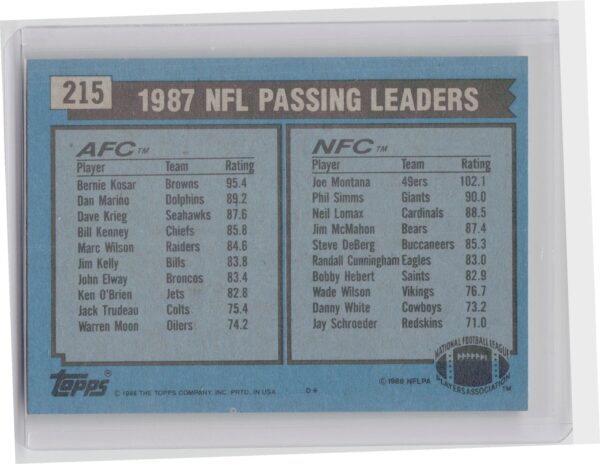 215
1987 NFL PASSING LEADERS
AFC™
Player Team Rating
Bernie Kosar Browns 95.4
Dan Marino Dolphins 89.2
Dave Krieg Seahawks 87.6
Bill Kenney Chiefs 85.8
Marc Wilson Raiders 84.6
Jim Kelly Bills 83.8
John Elway Broncos 83.4
Ken O'Brien Jets 82.8
Jack Trudeau Colts 75.4
Warren Moon Oilers 74.2
NFC™
Player Team Rating
Joe Montana 49ers 102.1
Phil Simms Giants 90.0
Neil Lomax Cardinals 88.5
Jim McMahon Bears 87.4
Steve DeBerg Buccaneers 85.3
Randall Cunningham Eagles 83.0
Bobby Hebert Saints 82.9
Wade Wilson Vikings 76.7
Danny White Cowboys 73.2
Jay Schroeder Redskins 71.0
Topps®
© 1988 THE TOPPS COMPANY, INC. PRTD. IN USA D*
© 1988 NFLPA
NATIONAL FOOTBALL LEAGUE
PLAYERS ASSOCIATION